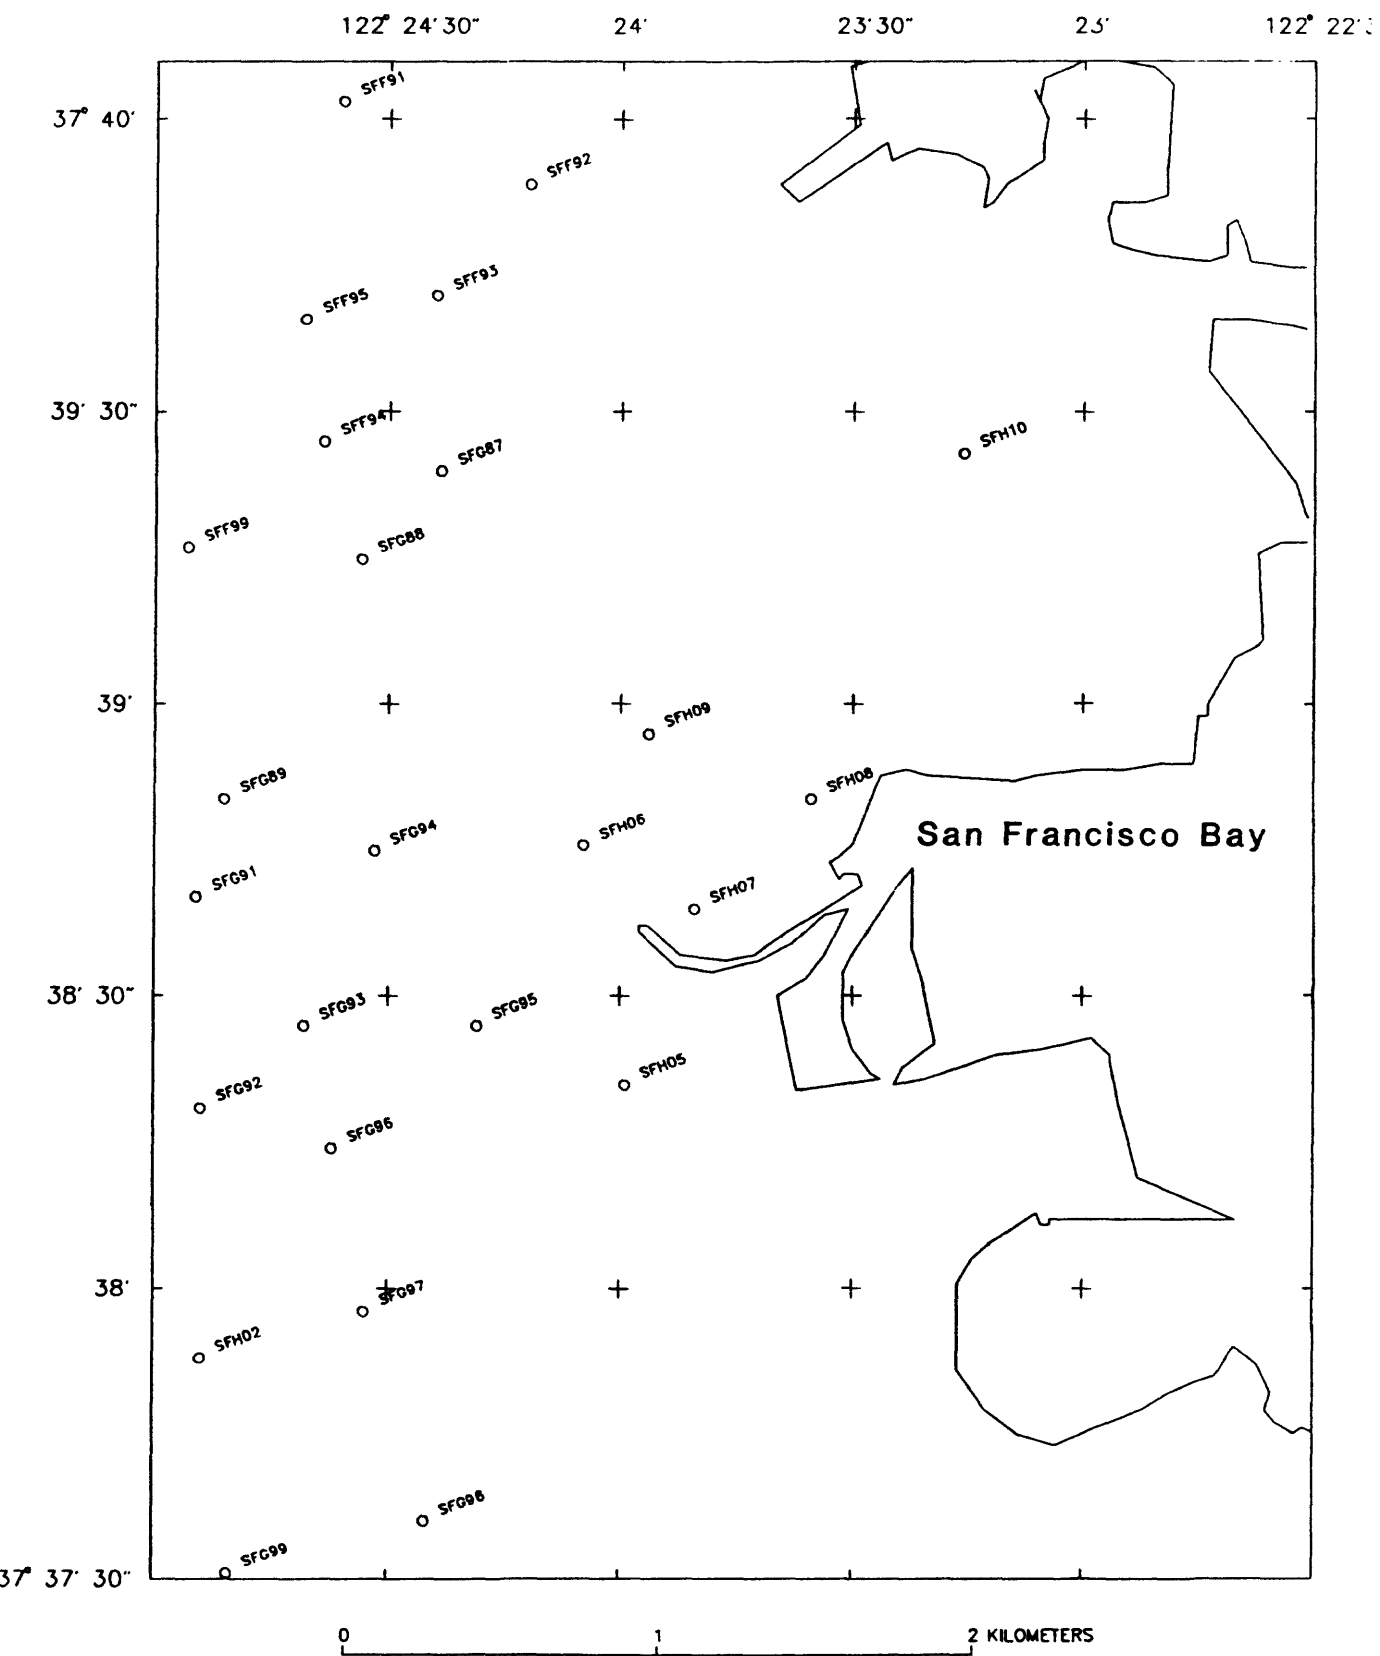 122° 24' 30" 24' 23'30" 23' 122° 22'
SFF91
37° 40'
SFF92
SFF93
SFF95
39' 30"
SFF94
SFH10
SFG87
SFF99
SFG88
39'
SFH09
SFG89
SFH08
SFH06
SFG94
San Francisco Bay
SFG91
SFH07
38' 30"
SFG93
SFG95
SFH05
SFG92
SFG96
38'
SFG97
SFH02
SFG98
SFG99
37° 37' 30"
0 1 2 KILOMETERS